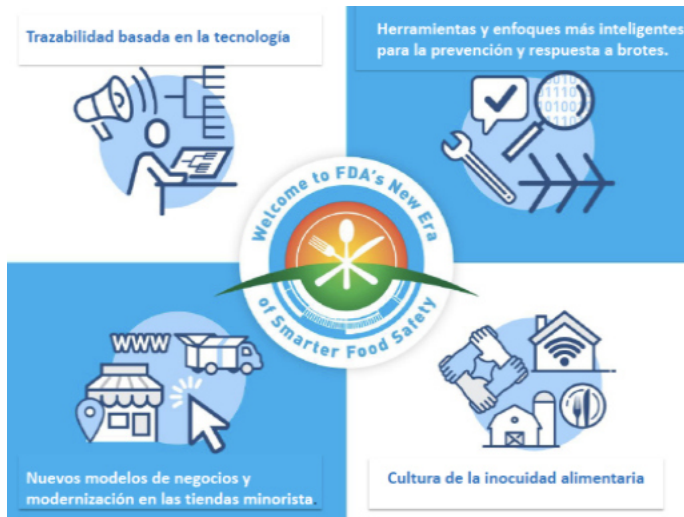 Trazabilidad basada en la tecnología
Herramientas y enfoques más inteligentes
para la prevención y respuesta a brotes.
Welcome to FDA's New Era
of Smarter Food Safety
WWW
Nuevos modelos de negocios y
modernización en las tiendas minorista.
Cultura de la inocuidad alimentaria